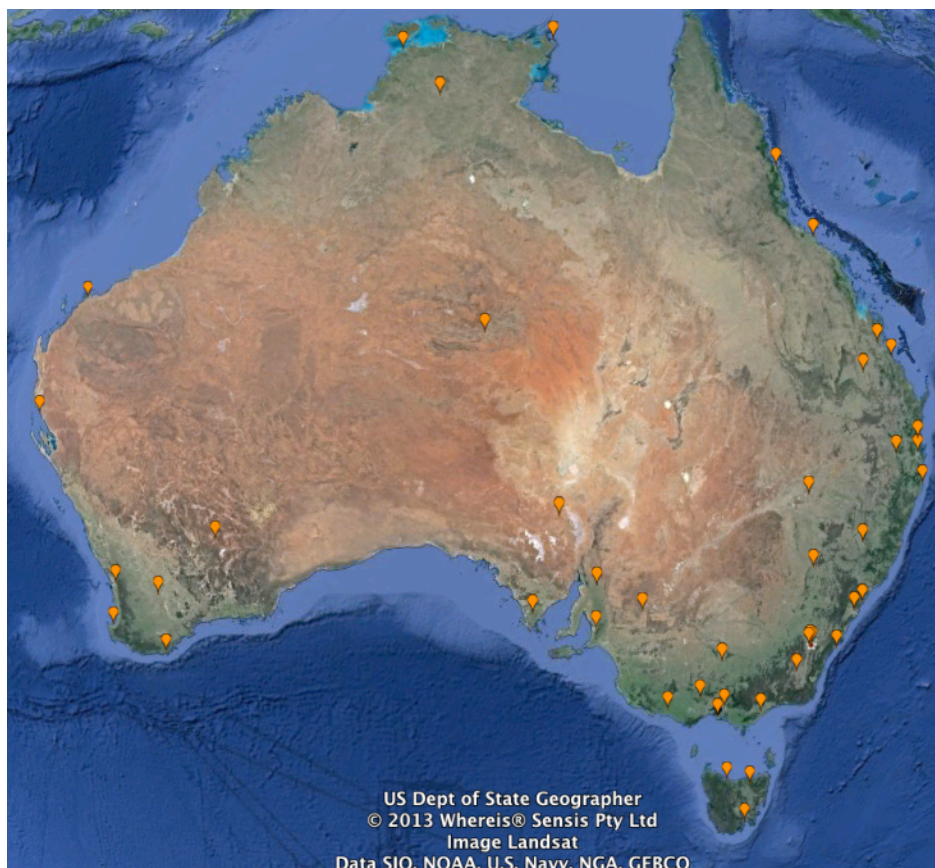 US Dept of State Geographer
© 2013 Whereis® Sensis Pty Ltd
Image Landsat
Data SIO, NOAA, U.S. Navy, NGA, GEBCO